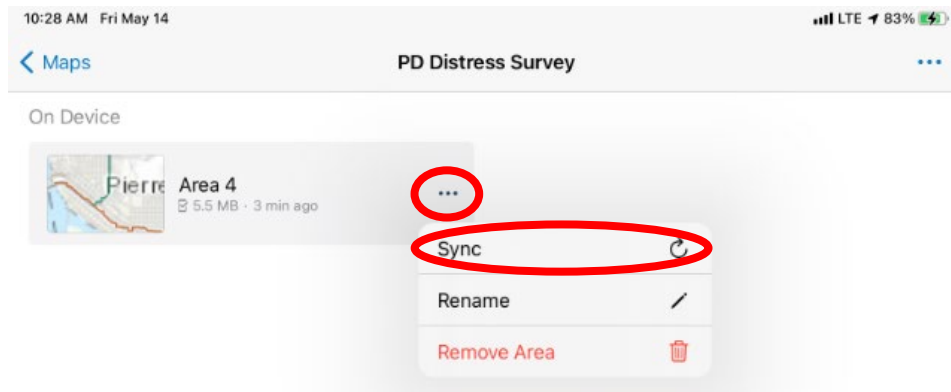 10:28 AM Fri May 14 LTE 83%
Maps PD Distress Survey
On Device
Pierre Area 4
5.5 MB · 3 min ago
Sync
Rename
Remove Area